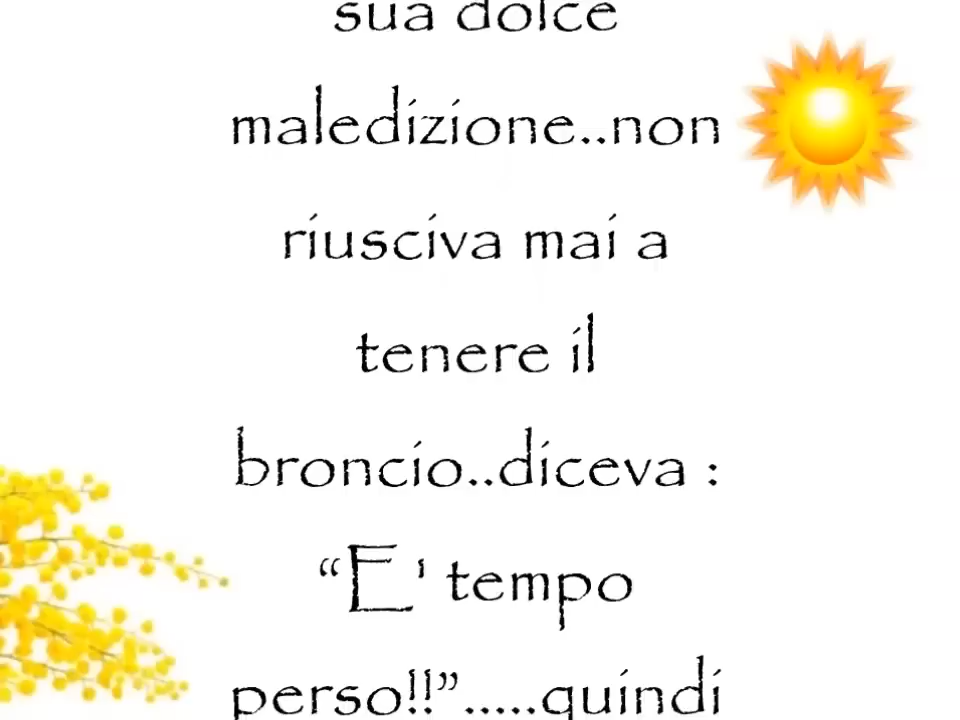 sua dolce
maledizione..non
riusciva mai a
tenere il
broncio..diceva :
“E ' tempo
perso!!”.....quindi